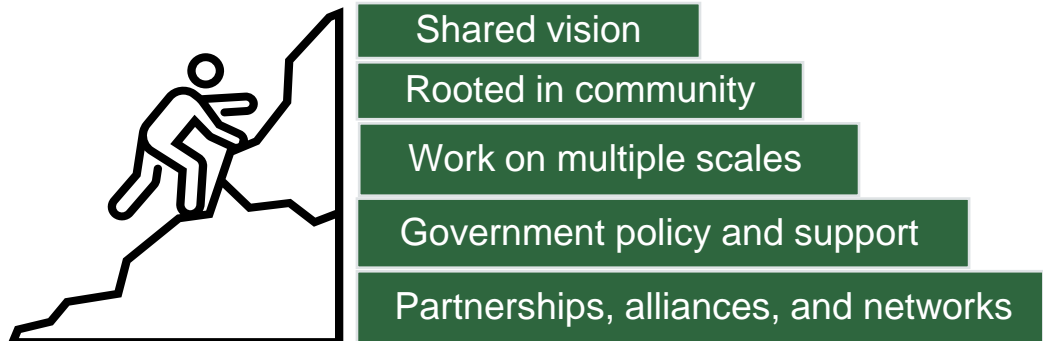 Shared vision
Rooted in community
Work on multiple scales
Government policy and support
Partnerships, alliances, and networks